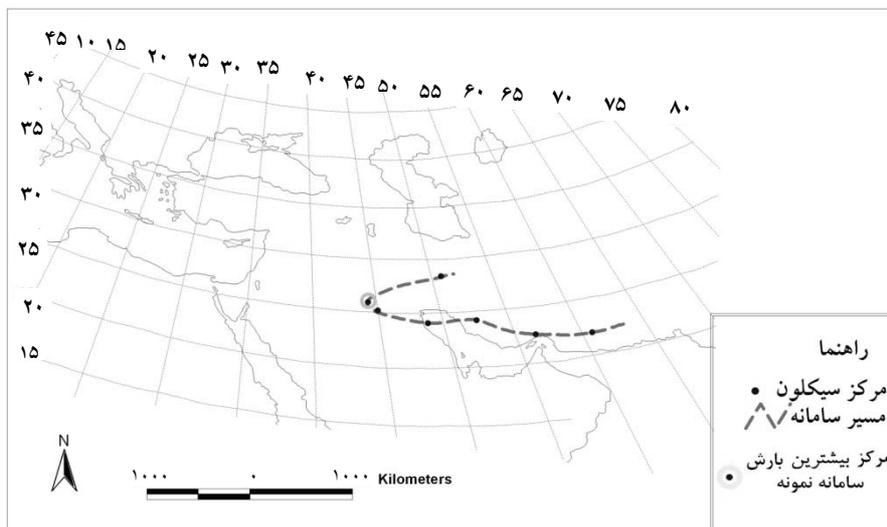 ۴۵ ۱۰ ۱۵ ۲۰ ۲۵ ۳۰ ۳۵ ۴۰ ۴۵ ۵۰ ۵۵ ۶۰ ۶۵ ۷۰ ۷۵ ۸۰
۴۰
۳۵
۳۰
۲۵
۲۰
۱۵
راهنما
مرکز سیکلون
مسیر سامانه
مرکز بیشترین بارش
سامانه نمونه
N
۱۰۰۰ ۰ ۱۰۰۰ Kilometers